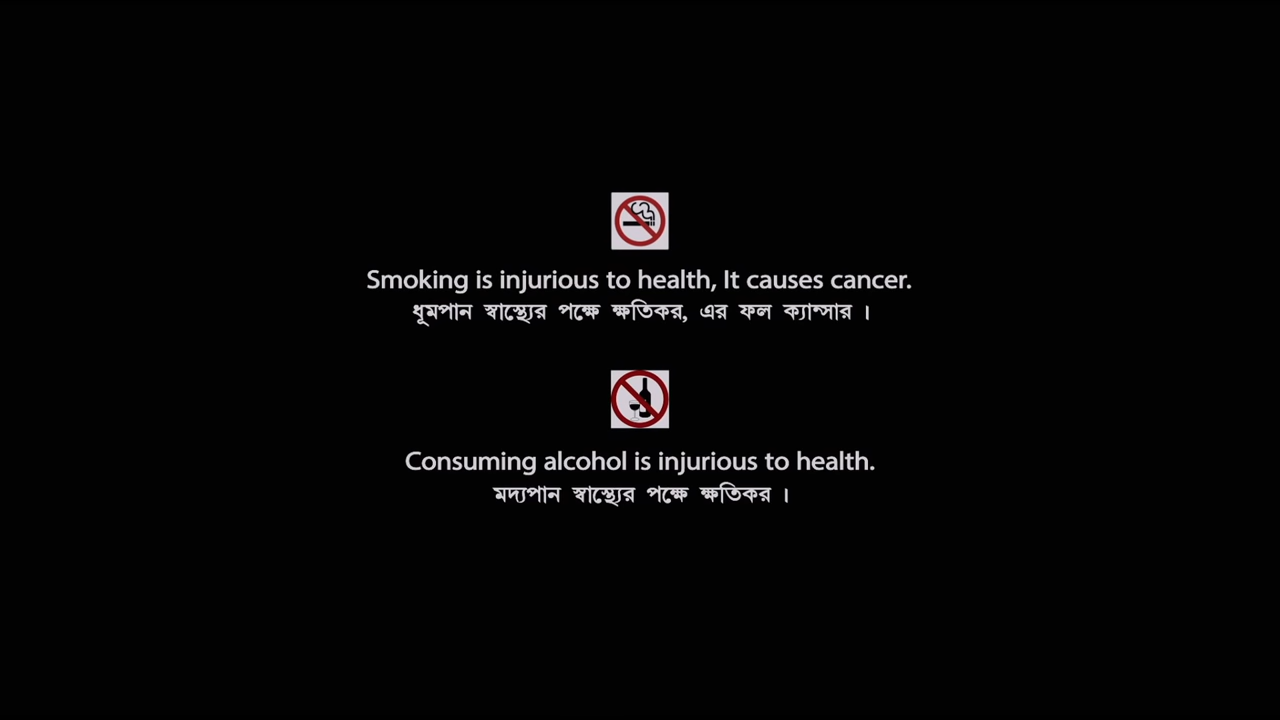 Smoking is injurious to health, It causes cancer.
ধূমপান স্বাস্থ্যের পক্ষে ক্ষতিকর, এর ফল ক্যান্সার ।
Consuming alcohol is injurious to health.
মদ্যপান স্বাস্থ্যের পক্ষে ক্ষতিকর ।